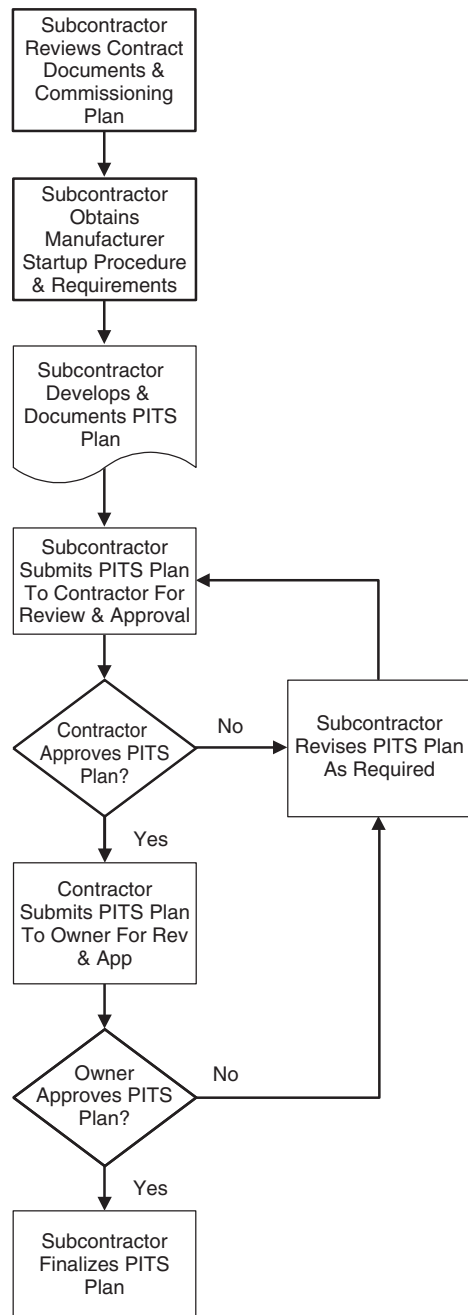 Subcontractor
Reviews Contract
Documents &
Commissioning
Plan
Subcontractor
Obtains
Manufacturer
Startup Procedure
& Requirements
Subcontractor
Develops &
Documents PITS
Plan
Subcontractor
Submits PITS Plan
To Contractor For
Review & Approval
Contractor
Approves PITS
Plan?
No
Subcontractor
Revises PITS Plan
As Required
Yes
Contractor
Submits PITS Plan
To Owner For Rev
& App
Owner
Approves PITS
Plan?
No
Yes
Subcontractor
Finalizes PITS
Plan